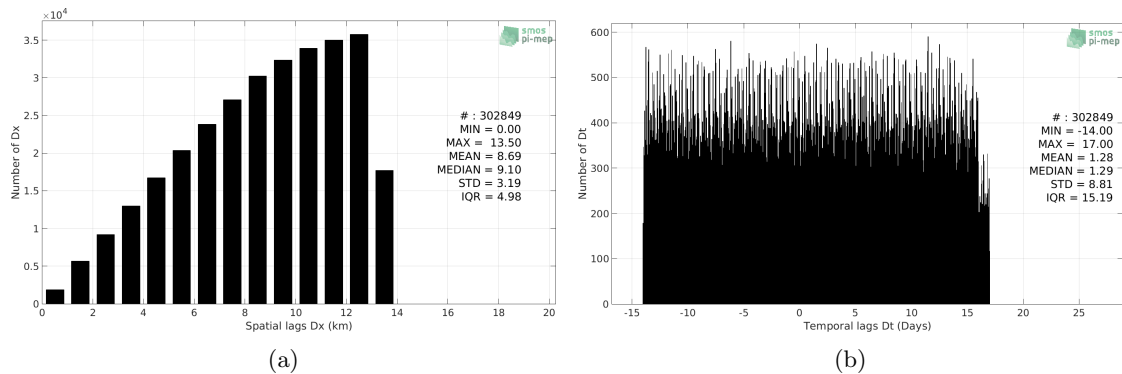 ×10⁴
3.5
3
2.5
2
1.5
1
0.5
0
Number of Dx
0 2 4 6 8 10 12 14 16 18 20
Spatial lags Dx (km)
smos
pi-mep
# : 302849
MIN = 0.00
MAX = 13.50
MEAN = 8.69
MEDIAN = 9.10
STD = 3.19
IQR = 4.98
(a)
600
500
400
300
200
100
0
Number of Dt
-15 -10 -5 0 5 10 15 20 25
Temporal lags Dt (Days)
smos
pi-mep
# : 302849
MIN = -14.00
MAX = 17.00
MEAN = 1.28
MEDIAN = 1.29
STD = 8.81
IQR = 15.19
(b)